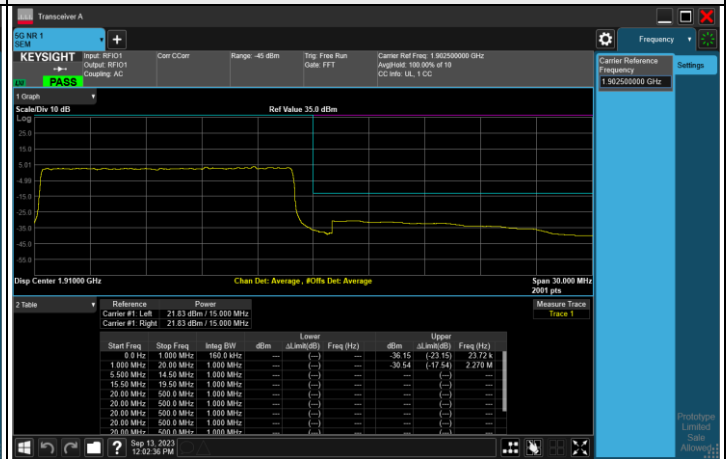 Transceiver A
5G NR 1
SEM
Frequency
KEYSIGHT
Input: RFIO1
Output: RFIO1
Coupling: AC
Corr CCorr
Range: -45 dBm
Trig: Free Run
Gate: FFT
Carrier Ref Freq: 1.902500000 GHz
AvgHold: 100.00% of 10
CC Info: UL, 1 CC
PASS
Carrier Reference
Frequency
1.902500000 GHz
Settings
1 Graph
Scale/Div 10 dB
Ref Value 35.0 dBm
Log
25.0
15.0
5.01
-4.99
-15.0
-25.0
-35.0
-45.0
-55.0
Disp Center 1.91000 GHz
Chan Det: Average , #Offs Det: Average
Span 30.000 MHz
2001 pts
2 Table
Reference Power
Carrier #1: Left 21.83 dBm / 15.000 MHz
Carrier #1: Right 21.83 dBm / 15.000 MHz
Measure Trace
Trace 1
Lower Upper
Start Freq Stop Freq Integ BW dBm ΔLimit(dB) Freq (Hz) dBm ΔLimit(dB) Freq (Hz)
0.0 Hz 1.000 MHz 160.0 kHz --- (---) --- -36.15 (-23.15) 23.72 k
1.000 MHz 20.00 MHz 1.000 MHz --- (---) --- -30.54 (-17.54) 2.270 M
5.500 MHz 14.50 MHz 1.000 MHz --- (---) --- --- (---) ---
15.50 MHz 19.50 MHz 1.000 MHz --- (---) --- --- (---) ---
20.00 MHz 500.0 MHz 1.000 MHz --- (---) --- --- (---) ---
20.00 MHz 500.0 MHz 1.000 MHz --- (---) --- --- (---) ---
20.00 MHz 500.0 MHz 1.000 MHz --- (---) --- --- (---) ---
20.00 MHz 500.0 MHz 1.000 MHz --- (---) --- --- (---) ---
20.00 MHz 500.0 MHz 1.000 MHz --- (---) --- --- (---) ---
Prototype
Limited
Sale
Allowed
Sep 13, 2023
12:02:36 PM